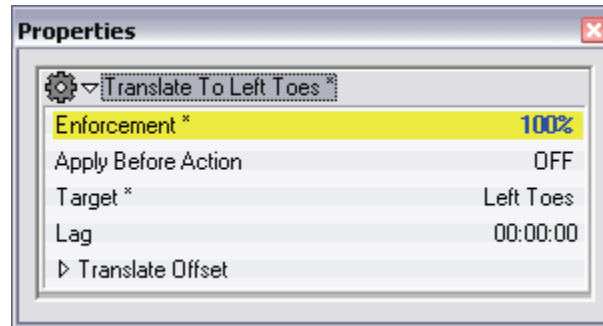 Properties
Translate To Left Toes *
Enforcement * 100%
Apply Before Action OFF
Target * Left Toes
Lag 00:00:00
Translate Offset